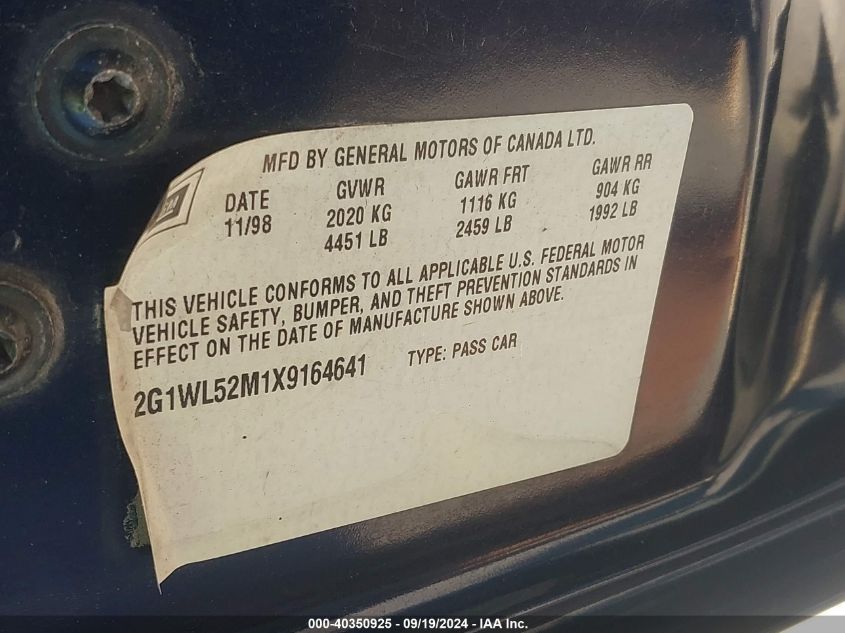 MFD BY GENERAL MOTORS OF CANADA LTD.
DATE GVWR GAWR FRT GAWR RR
11/98 2020 KG 1116 KG 904 KG
4451 LB 2459 LB 1992 LB
THIS VEHICLE CONFORMS TO ALL APPLICABLE U.S. FEDERAL MOTOR
VEHICLE SAFETY, BUMPER, AND THEFT PREVENTION STANDARDS IN
EFFECT ON THE DATE OF MANUFACTURE SHOWN ABOVE.
2G1WL52M1X9164641 TYPE: PASS CAR
000-40350925 - 09/19/2024 - IAA Inc.